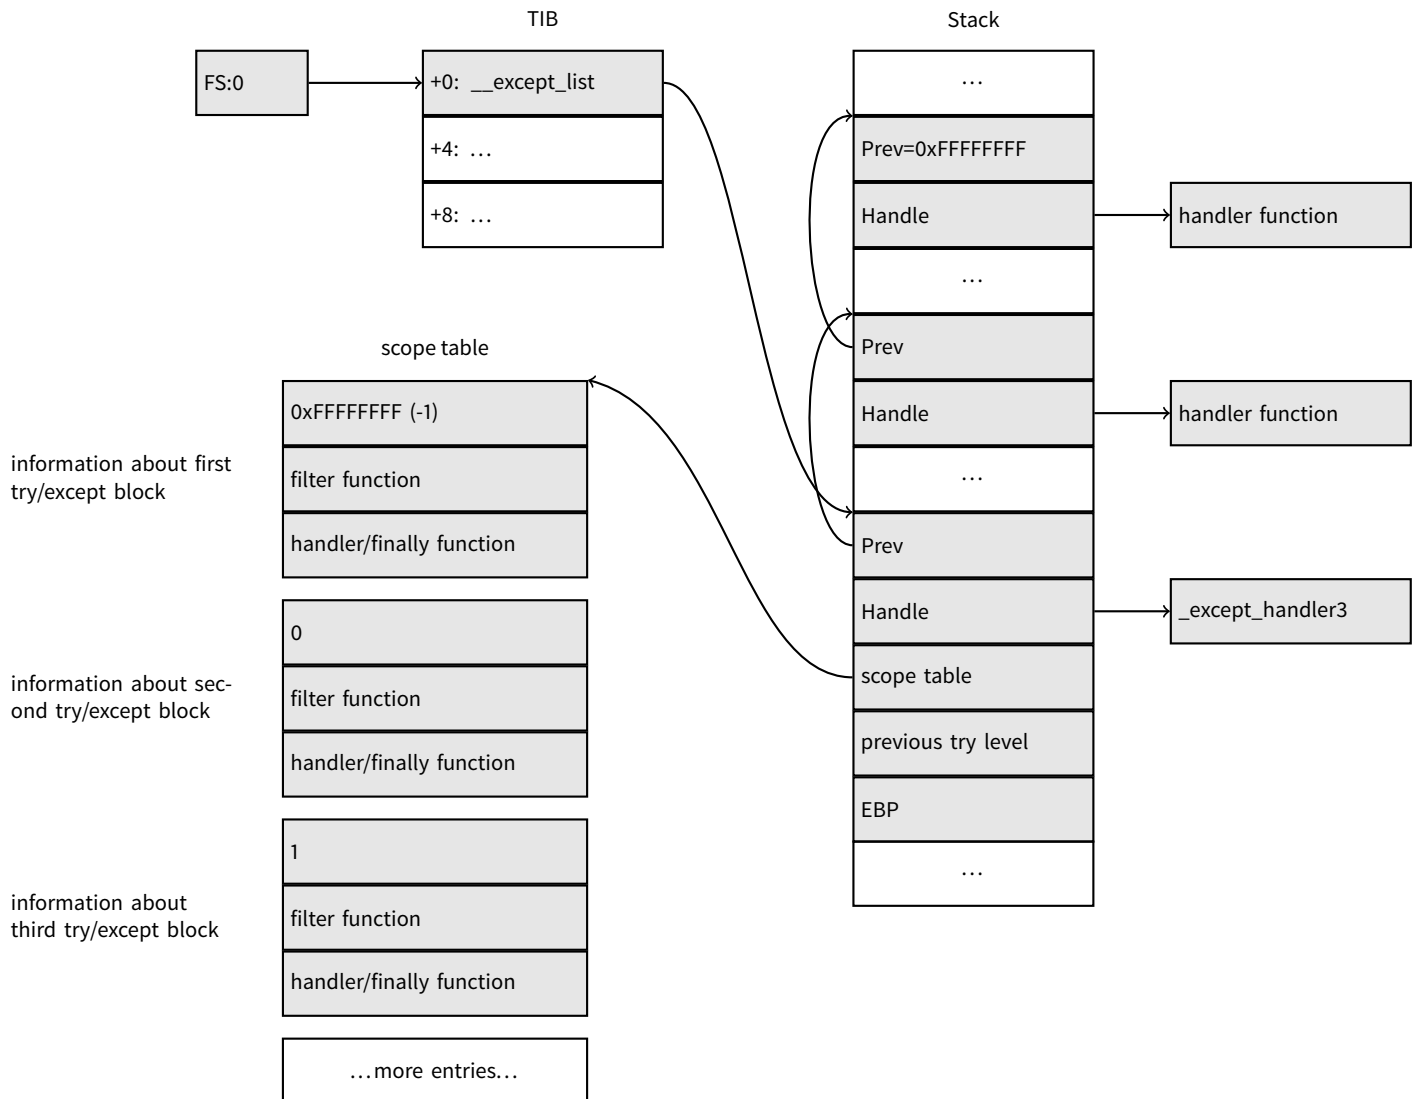 TIB
Stack
FS:0
+0: __except_list
+4: …
+8: …
…
Prev=0xFFFFFFFF
Handle
handler function
…
Prev
Handle
handler function
…
Prev
Handle
_except_handler3
scope table
previous try level
EBP
…
scope table
0xFFFFFFFF (-1)
information about first
try/except block
filter function
handler/finally function
0
information about sec-
ond try/except block
filter function
handler/finally function
1
information about
third try/except block
filter function
handler/finally function
…more entries…